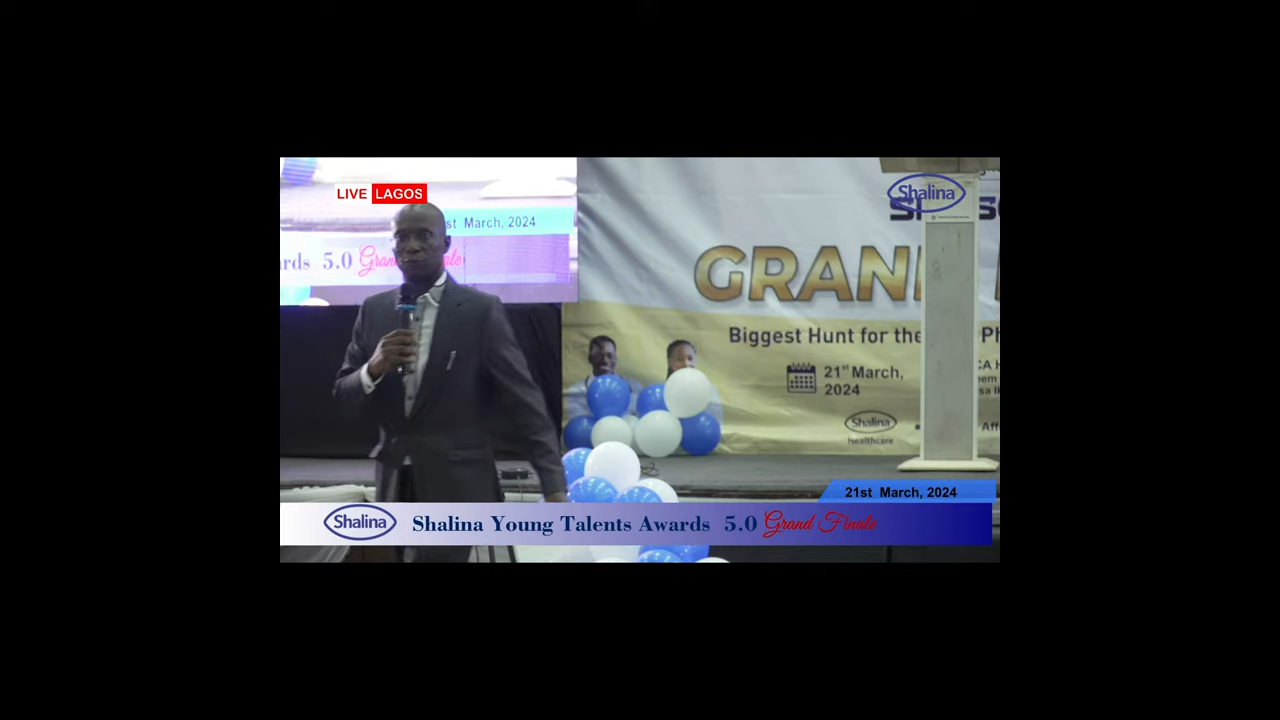 LIVE LAGOS
st March, 2024
rds 5.0
Shalina
GRAN
Biggest Hunt for the
21st March,
2024
Shalina
Healthcare
21st March, 2024
Shalina
Shalina Young Talents Awards 5.0 Grand Finale